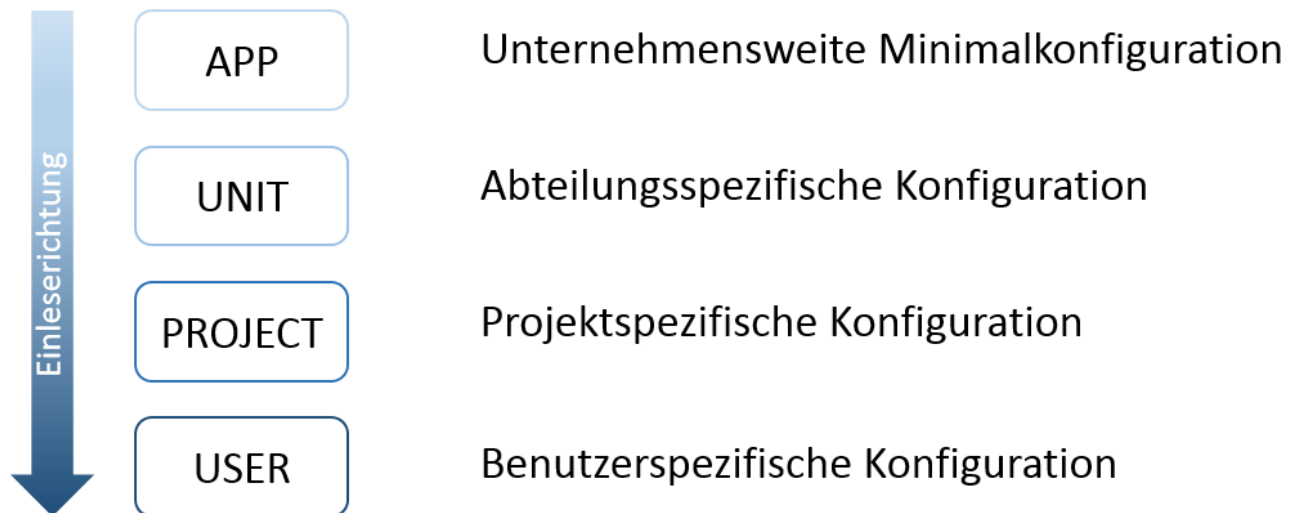 Einleserichtung
APP
Unternehmensweite Minimalkonfiguration
UNIT
Abteilungsspezifische Konfiguration
PROJECT
Projektspezifische Konfiguration
USER
Benutzerspezifische Konfiguration